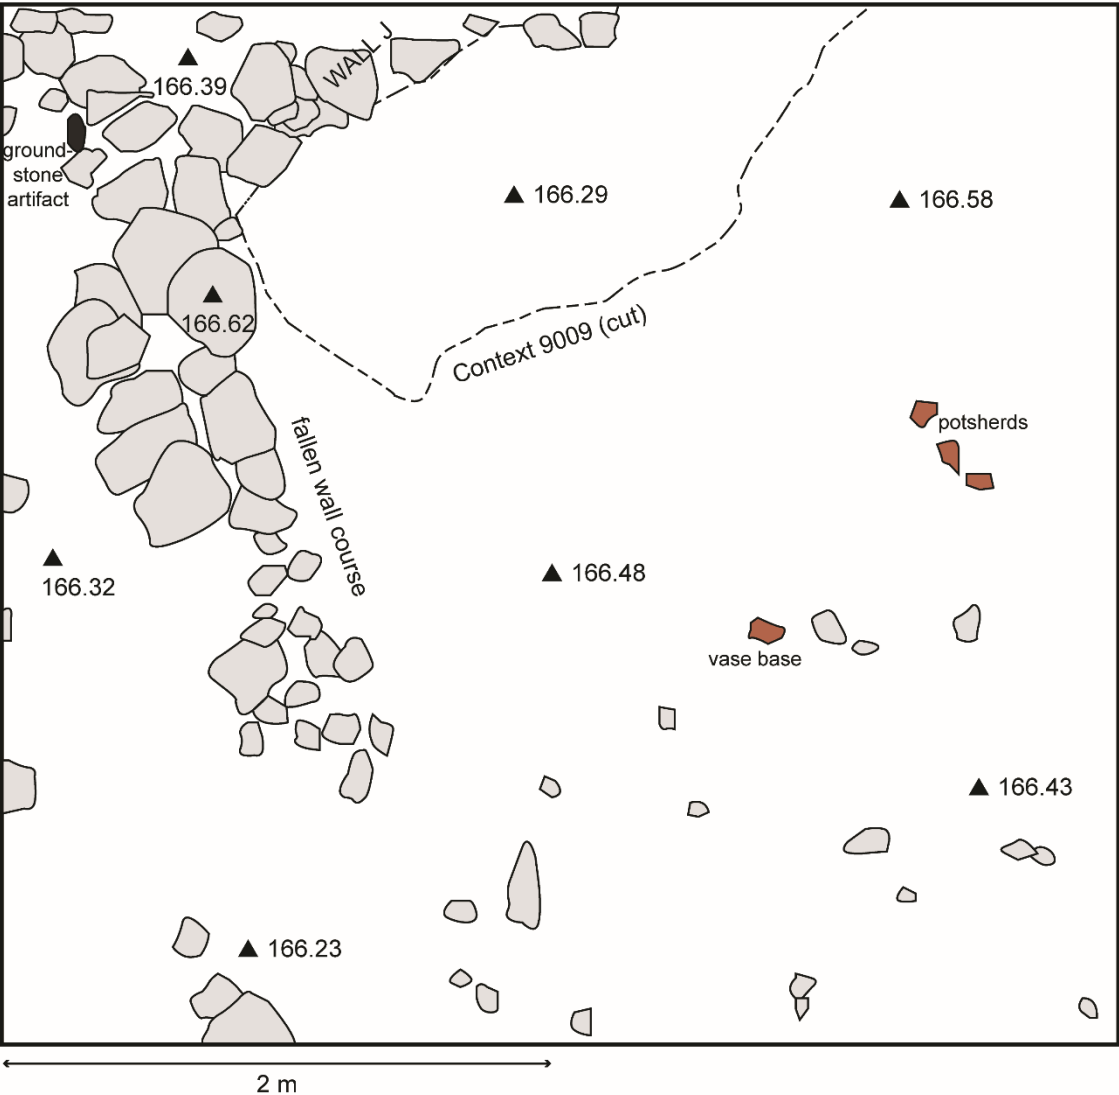 WALL J
166.39
ground-
stone
artifact
166.29
166.58
166.62
Context 9009 (cut)
potsherds
fallen wall course
166.32
166.48
vase base
166.43
166.23
2 m